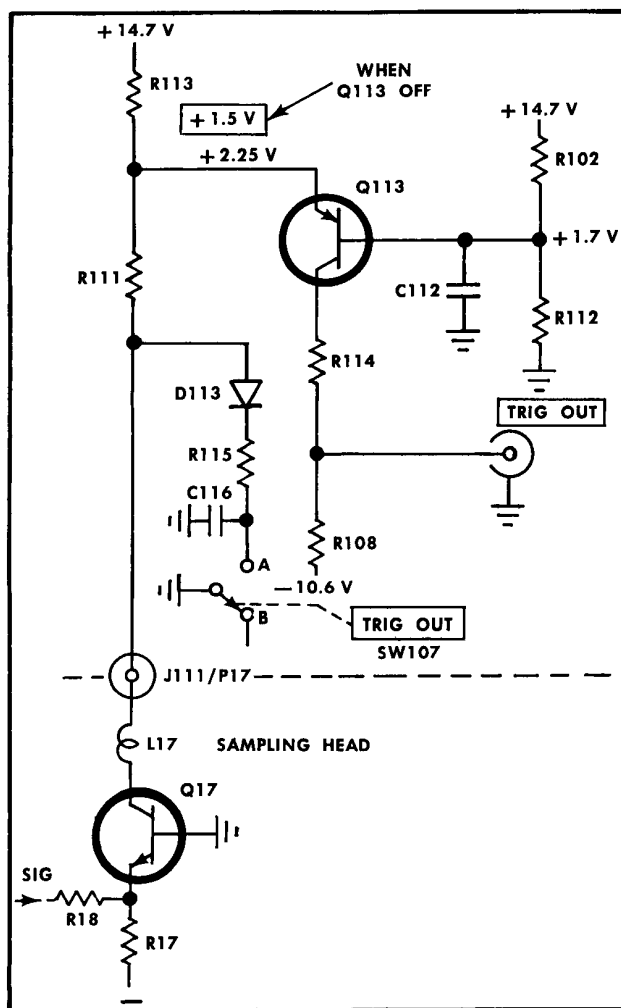 +14.7 V
R113
WHEN
Q113 OFF
+1.5 V
+2.25 V
+14.7 V
R102
Q113
+1.7 V
R111
C112
R112
R114
D113
TRIG OUT
R115
C116
A
R108
—10.6 V
B
TRIG OUT
SW107
J111/P17
L17
SAMPLING HEAD
Q17
SIG
R18
R17